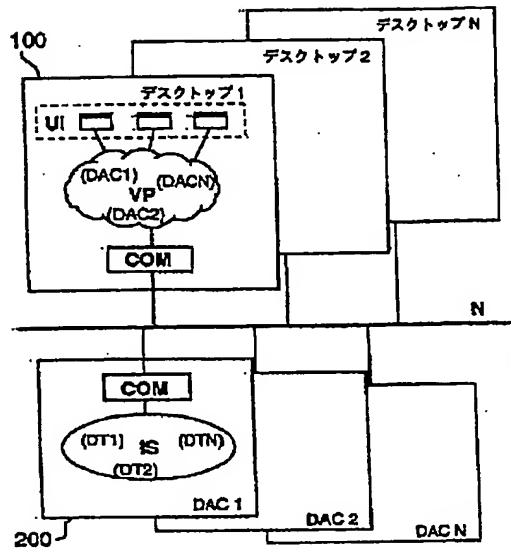 デスクトップN
デスクトップ2
100
デスクトップ1
UI
(DAC1)
(DACN)
VP
(DAC2)
COM
N
COM
(DT1]
IS
(DTN)
(DT2)
DAC 1
DAC 2
DAC N
200